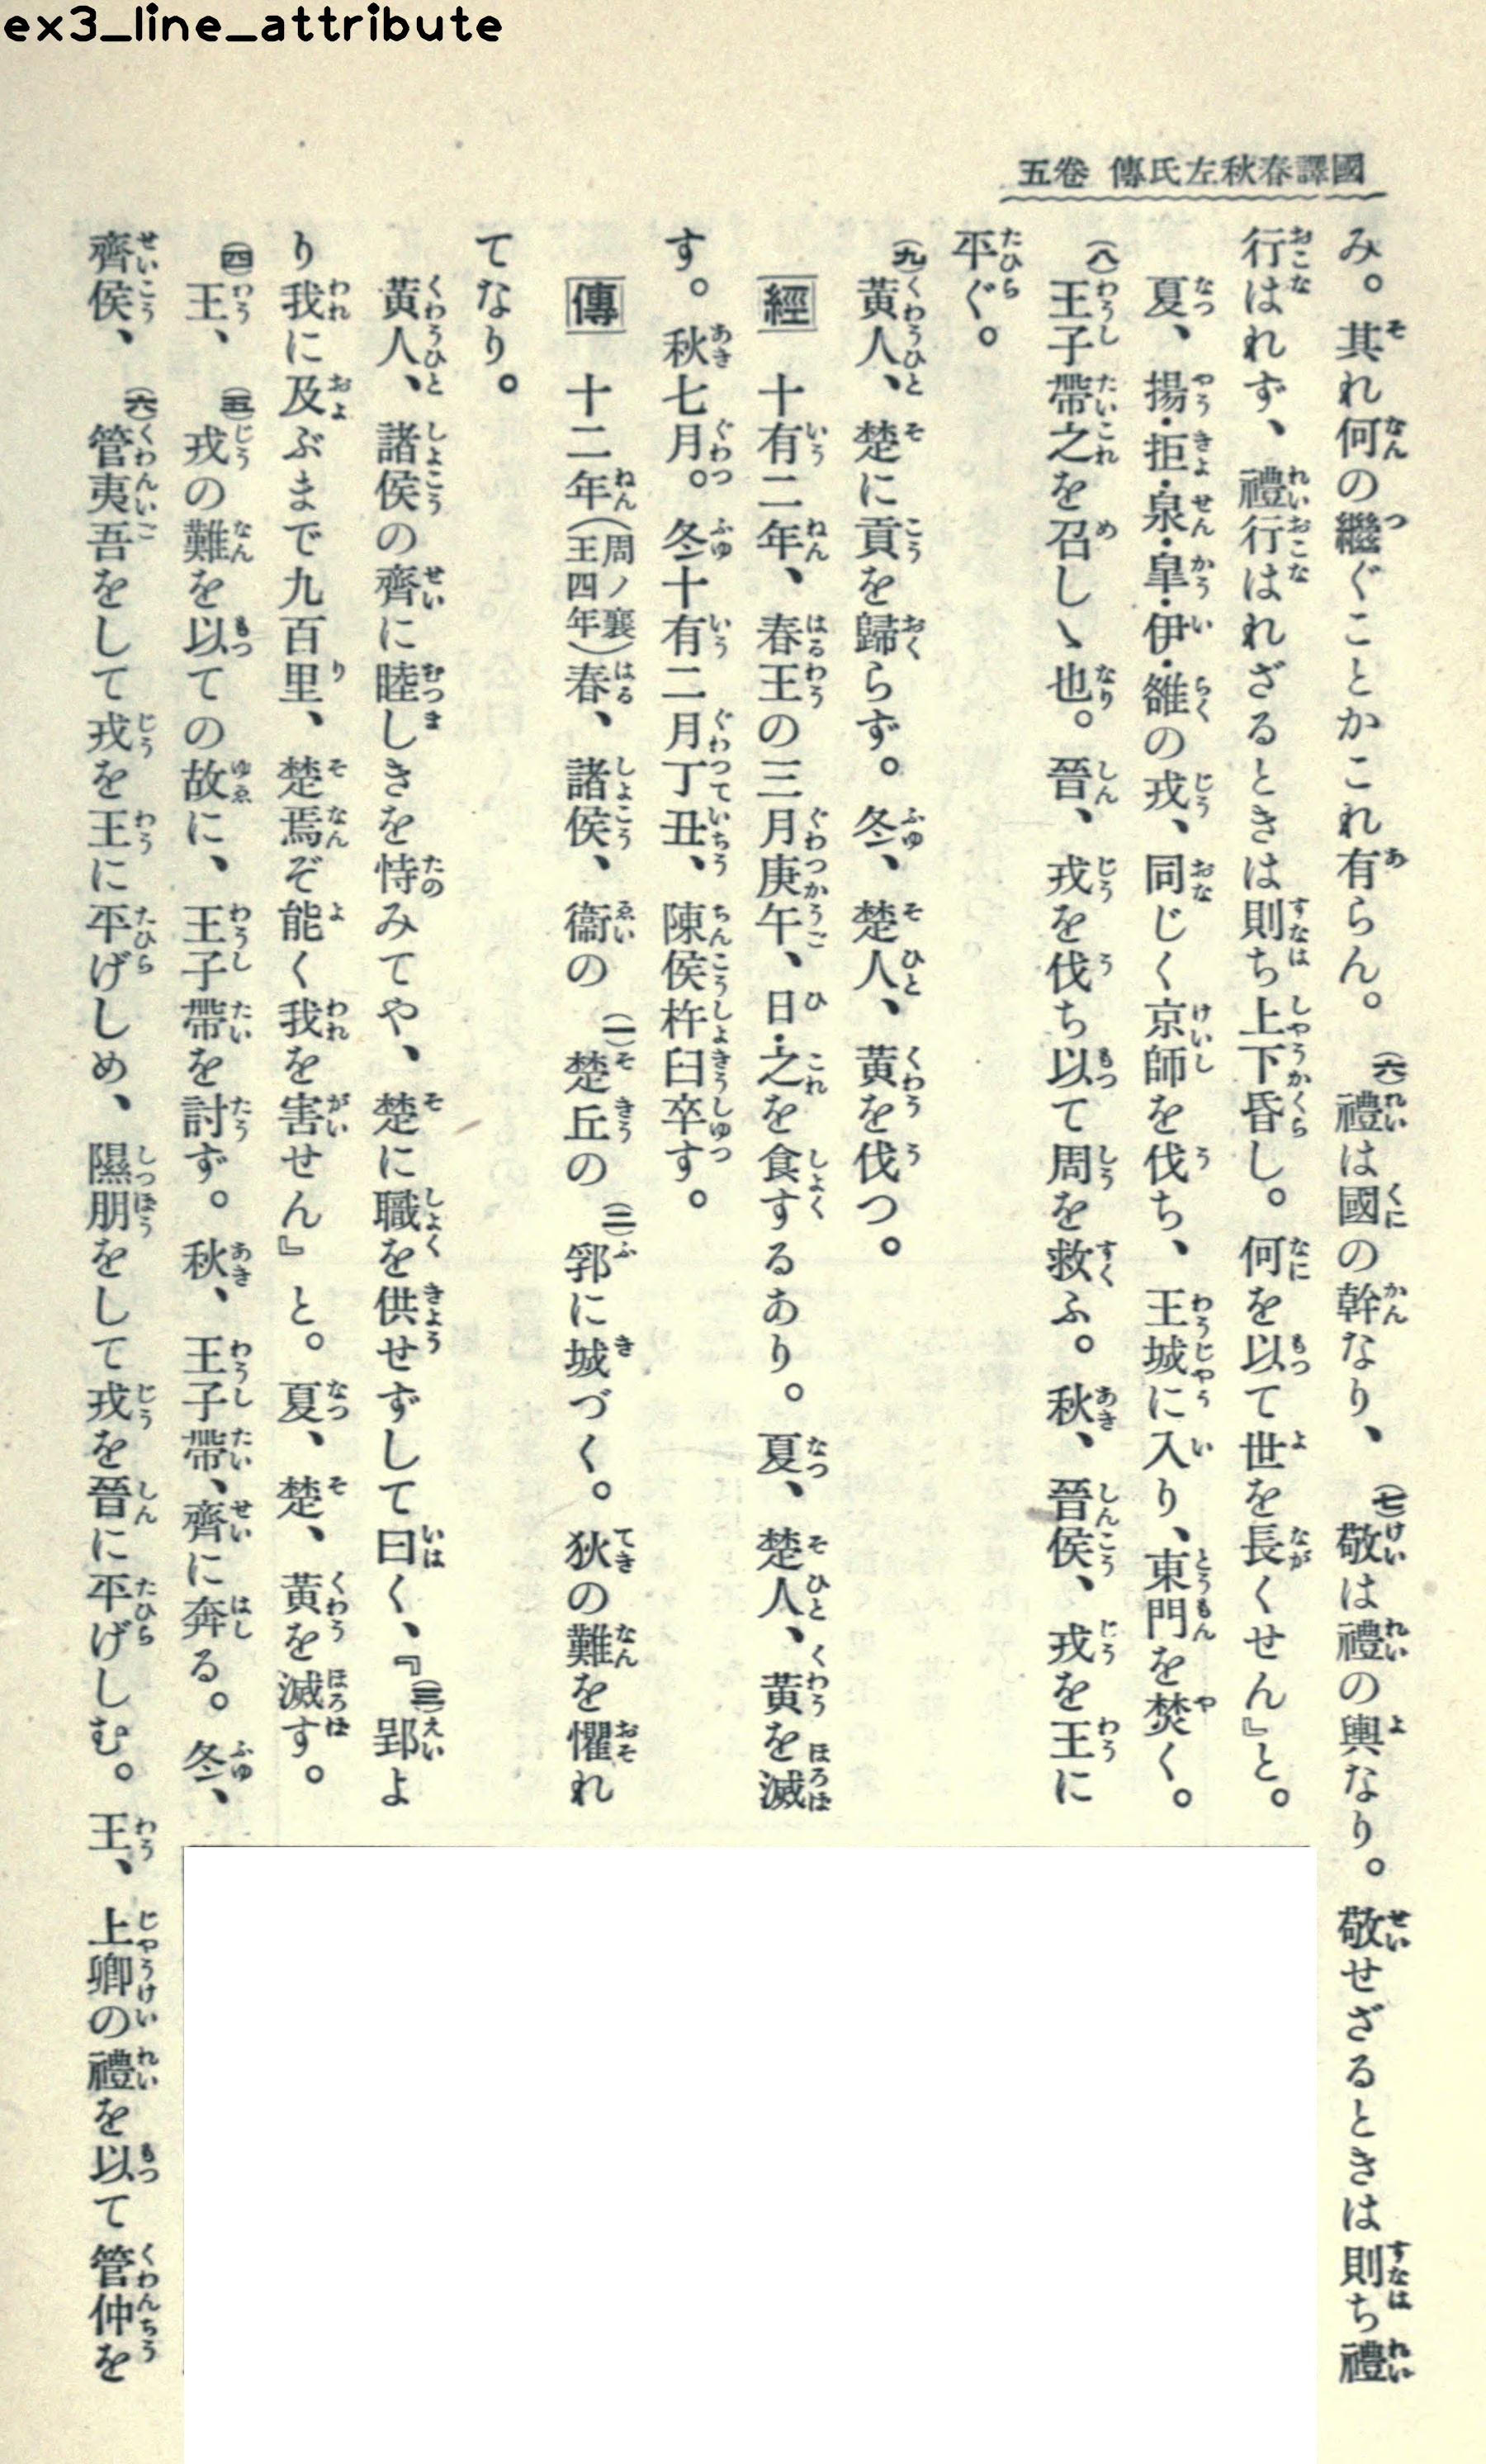 ex3_line_attribute
國譯春秋左氏傳 卷五
み。其れ何の繼ぐことかこれ有らん。(六)禮は國の幹なり、(七)敬は禮の輿なり。敬せざるときは則ち禮
行はれず、禮行はれざるときは則ち上下昏し。何を以て世を長くせん』と。
夏、揚・拒・泉・皐・伊・雒の戎、同じく京師を伐ち、王城に入り、東門を焚く。
(八)王子帶之を召しゝ也。晉、戎を伐ち以て周を救ふ。秋、晉侯、戎を王に
平ぐ。
(九)黃人、楚に貢を歸らず。冬、楚人、黃を伐つ。
經 十有二年、春王の三月庚午、日・之を食するあり。夏、楚人、黃を滅
す。秋七月。冬十有二月丁丑、陳侯杵臼卒す。
傳 十二年(周ノ襄王四年)春、諸侯、衞の(一)楚丘の(二)郛に城づく。狄の難を懼れ
てなり。
黃人、諸侯の齊に睦しきを恃みてや、楚に職を供せずして曰く、『(三)郢よ
り我に及ぶまで九百里、楚焉ぞ能く我を害せん』と。夏、楚、黃を滅す。
(四)王、(五)戎の難を以ての故に、王子帶を討ず。秋、王子帶、齊に奔る。冬、
齊侯、(六)管夷吾をして戎を王に平げしめ、隰朋をして戎を晉に平げしむ。王、上卿の禮を以て管仲を